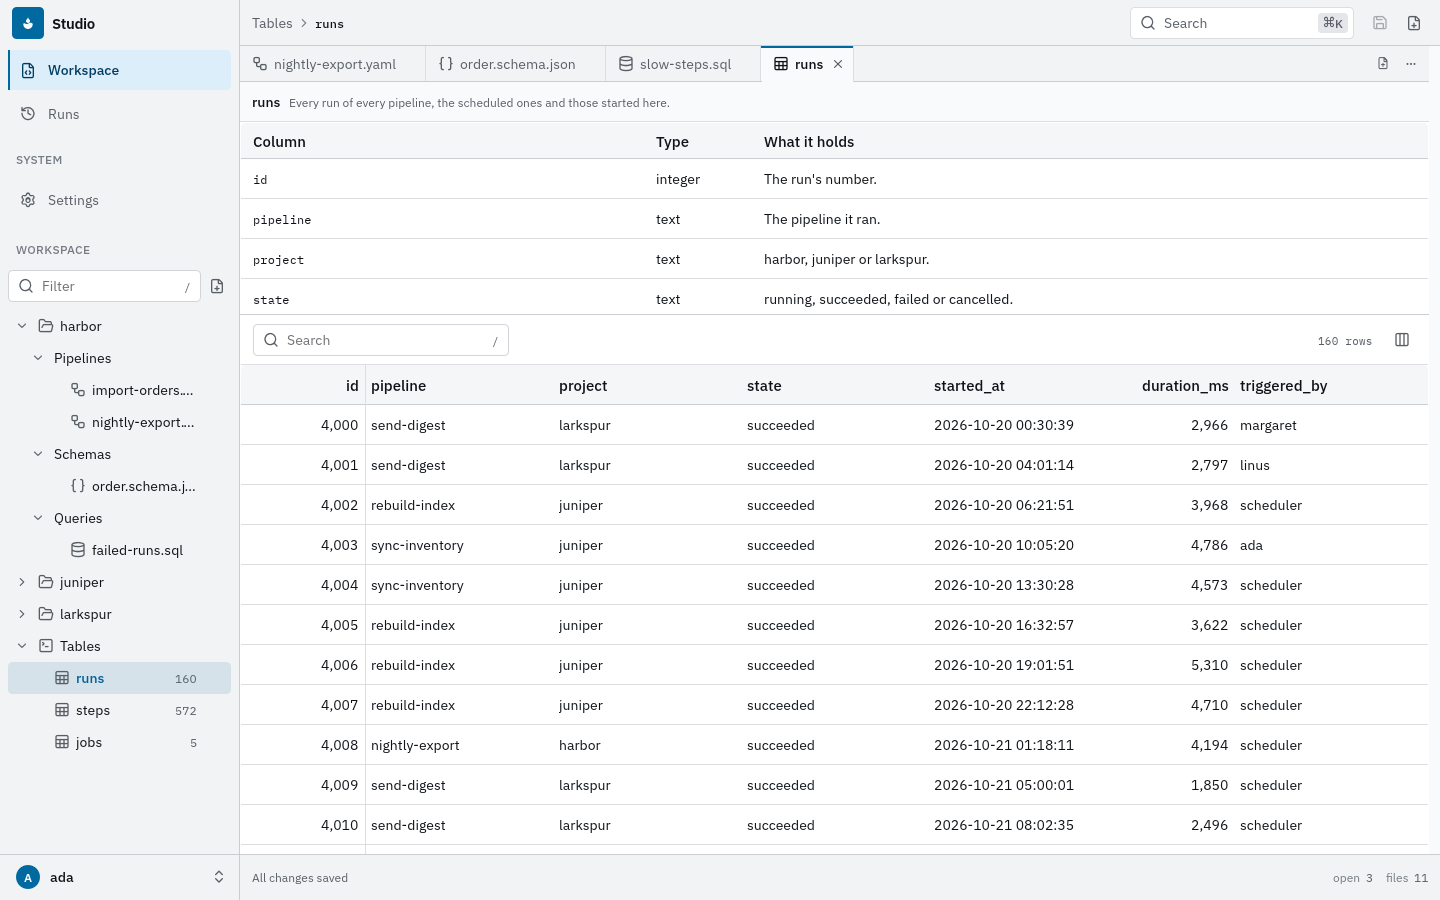 Studio
Workspace
Runs
SYSTEM
Settings
WORKSPACE
Filter /
harbor
Pipelines
import-orders....
nightly-export....
Schemas
order.schema.j...
Queries
failed-runs.sql
juniper
larkspur
Tables
runs 160
steps 572
jobs 5
A ada
Tables > runs
Search ⌘K
nightly-export.yaml
order.schema.json
slow-steps.sql
runs
runs Every run of every pipeline, the scheduled ones and those started here.
Column Type What it holds
id integer The run's number.
pipeline text The pipeline it ran.
project text harbor, juniper or larkspur.
state text running, succeeded, failed or cancelled.
Search /
160 rows
id pipeline project state started_at duration_ms triggered_by
4,000 send-digest larkspur succeeded 2026-10-20 00:30:39 2,966 margaret
4,001 send-digest larkspur succeeded 2026-10-20 04:01:14 2,797 linus
4,002 rebuild-index juniper succeeded 2026-10-20 06:21:51 3,968 scheduler
4,003 sync-inventory juniper succeeded 2026-10-20 10:05:20 4,786 ada
4,004 sync-inventory juniper succeeded 2026-10-20 13:30:28 4,573 scheduler
4,005 rebuild-index juniper succeeded 2026-10-20 16:32:57 3,622 scheduler
4,006 rebuild-index juniper succeeded 2026-10-20 19:01:51 5,310 scheduler
4,007 rebuild-index juniper succeeded 2026-10-20 22:12:28 4,710 scheduler
4,008 nightly-export harbor succeeded 2026-10-21 01:18:11 4,194 scheduler
4,009 send-digest larkspur succeeded 2026-10-21 05:00:01 1,850 scheduler
4,010 send-digest larkspur succeeded 2026-10-21 08:02:35 2,496 scheduler
All changes saved
open 3 files 11